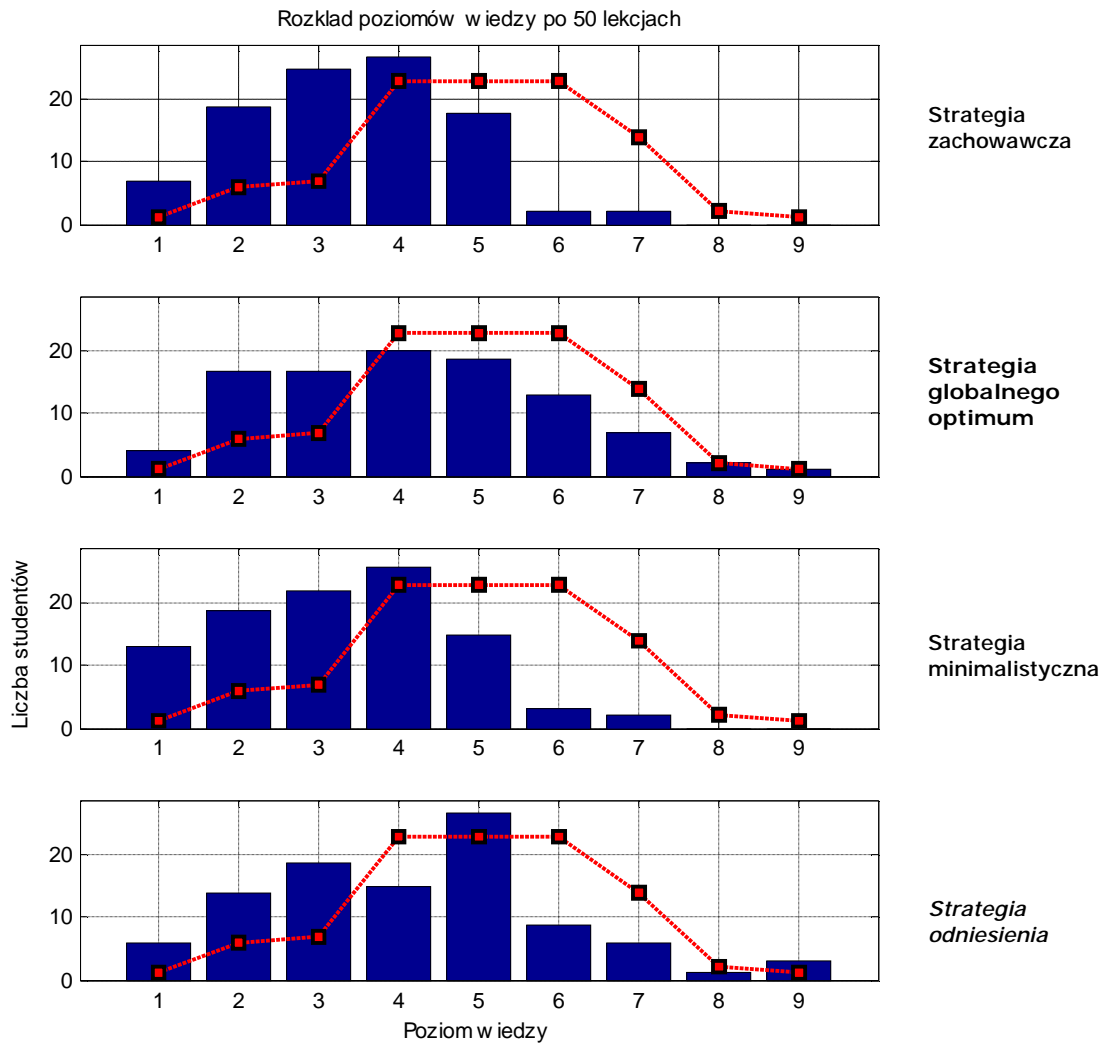 Rozklad poziomów wiedzy po 50 lekcjach
20
10
0
1 2 3 4 5 6 7 8 9
Strategia
zachowawcza
20
10
0
1 2 3 4 5 6 7 8 9
Strategia
globalnego
optimum
20
10
0
1 2 3 4 5 6 7 8 9
Strategia
minimalistyczna
Liczba studentów
20
10
0
1 2 3 4 5 6 7 8 9
Strategia
odniesienia
Poziom wiedzy